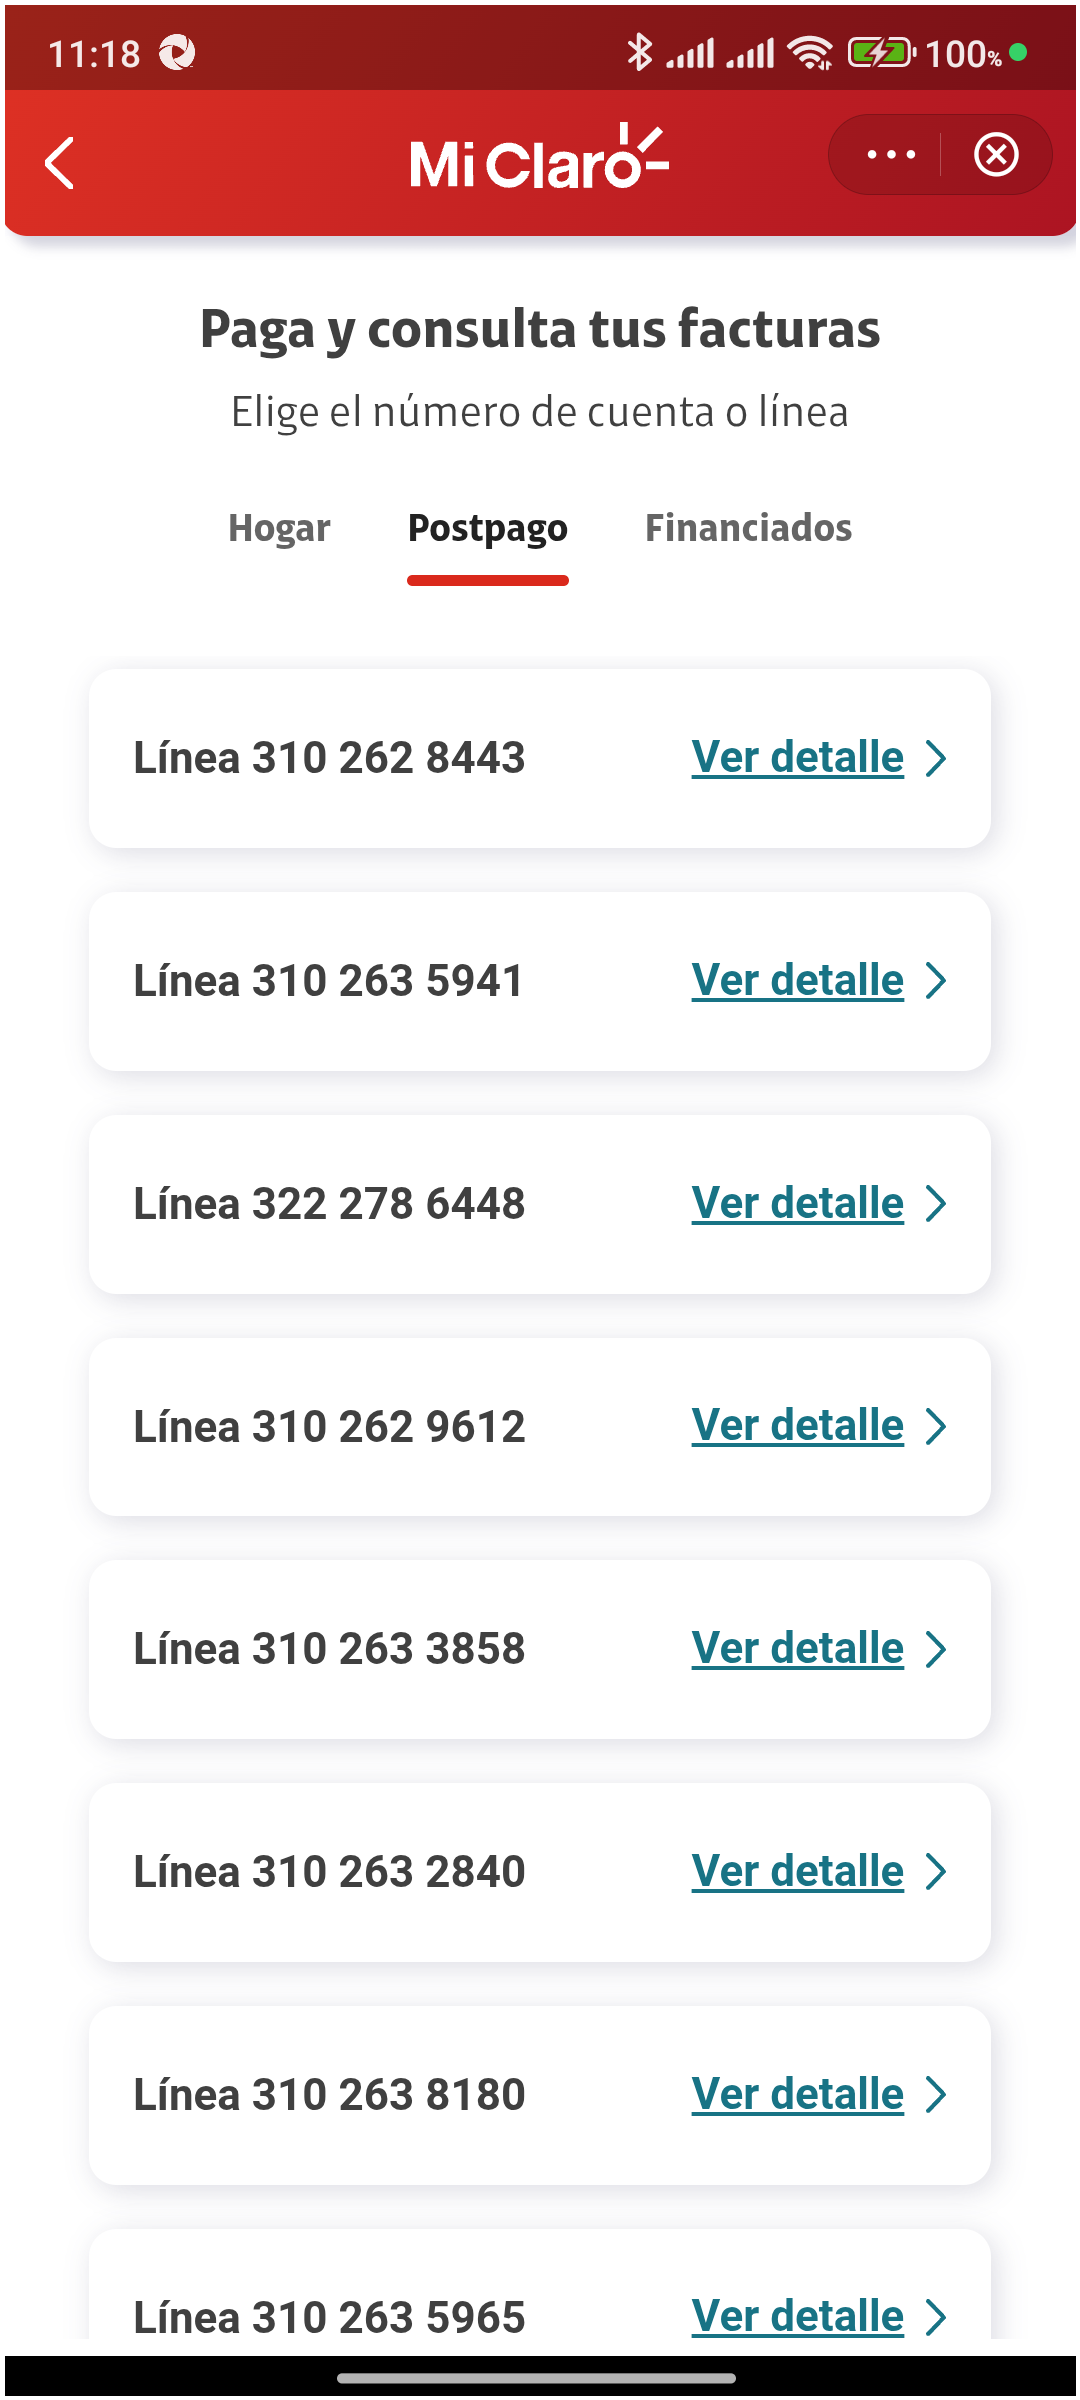 11:18 100%
Mi Claro
Paga y consulta tus facturas
Elige el número de cuenta o línea
Hogar Postpago Financiados
Línea 310 262 8443 Ver detalle
Línea 310 263 5941 Ver detalle
Línea 322 278 6448 Ver detalle
Línea 310 262 9612 Ver detalle
Línea 310 263 3858 Ver detalle
Línea 310 263 2840 Ver detalle
Línea 310 263 8180 Ver detalle
Línea 310 263 5965 Ver detalle